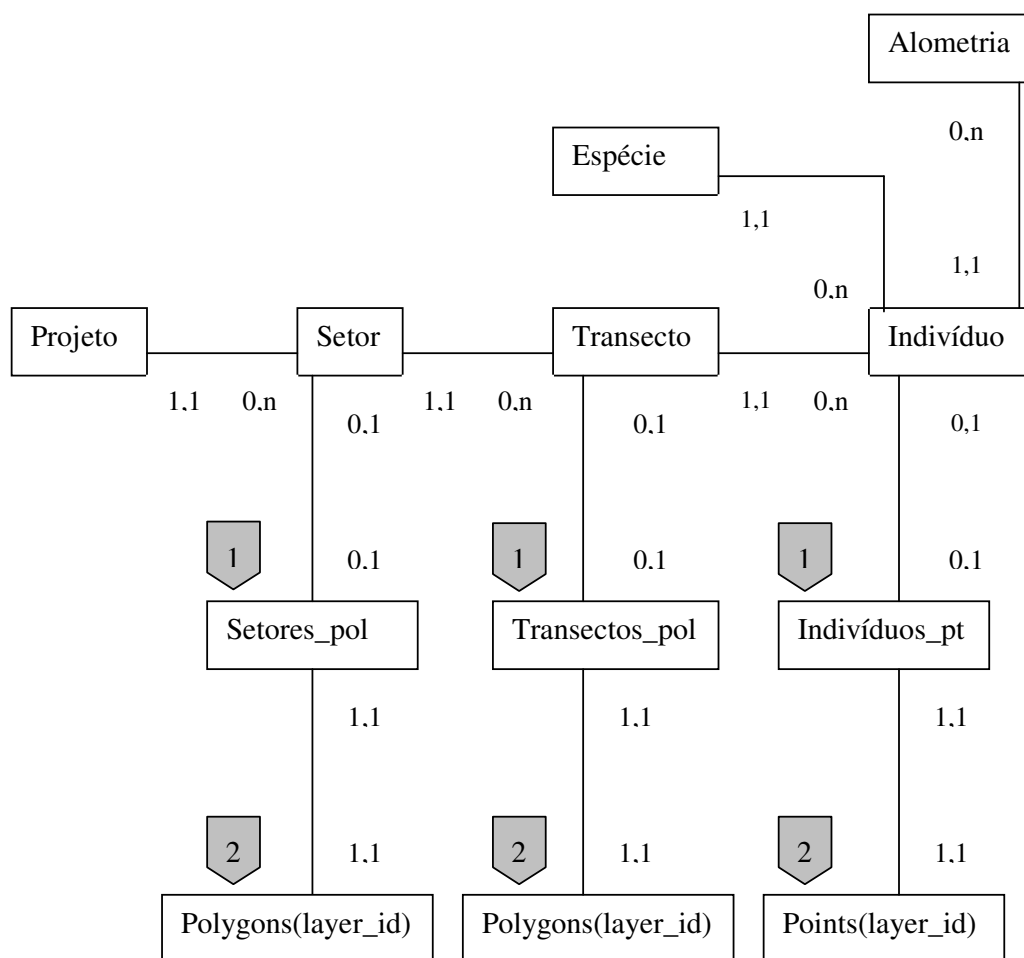 Alometria
0,n
Espécie
1,1
1,1
0,n
Projeto
Setor
Transecto
Indivíduo
1,1 0,n
1,1 0,n
1,1 0,n
0,1
0,1
0,1
1
1
1
0,1
0,1
0,1
Setores_pol
Transectos_pol
Indivíduos_pt
1,1
1,1
1,1
2
2
2
1,1
1,1
1,1
Polygons(layer_id)
Polygons(layer_id)
Points(layer_id)